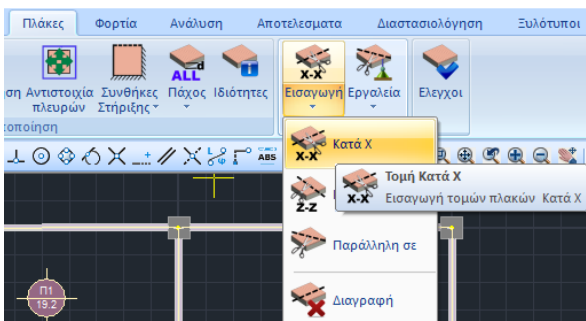 Πλάκες Φορτία Ανάλυση Αποτελεσματα Διαστασιολόγηση Ξυλότυποι
ALL d X-X
ση Αντιστοιχία Συνθήκες Πάχος Ιδιότητες Εισαγωγή Εργαλεία Ελεγχοι
πλευρών Στήριξης
τοποίηση
ABS
X-X Κατά Χ
Τομή Κατά Χ
X-X Εισαγωγή τομών πλακών Κατά Χ
Z-Z
Παράλληλη σε
Διαγραφή
Π1
19.2